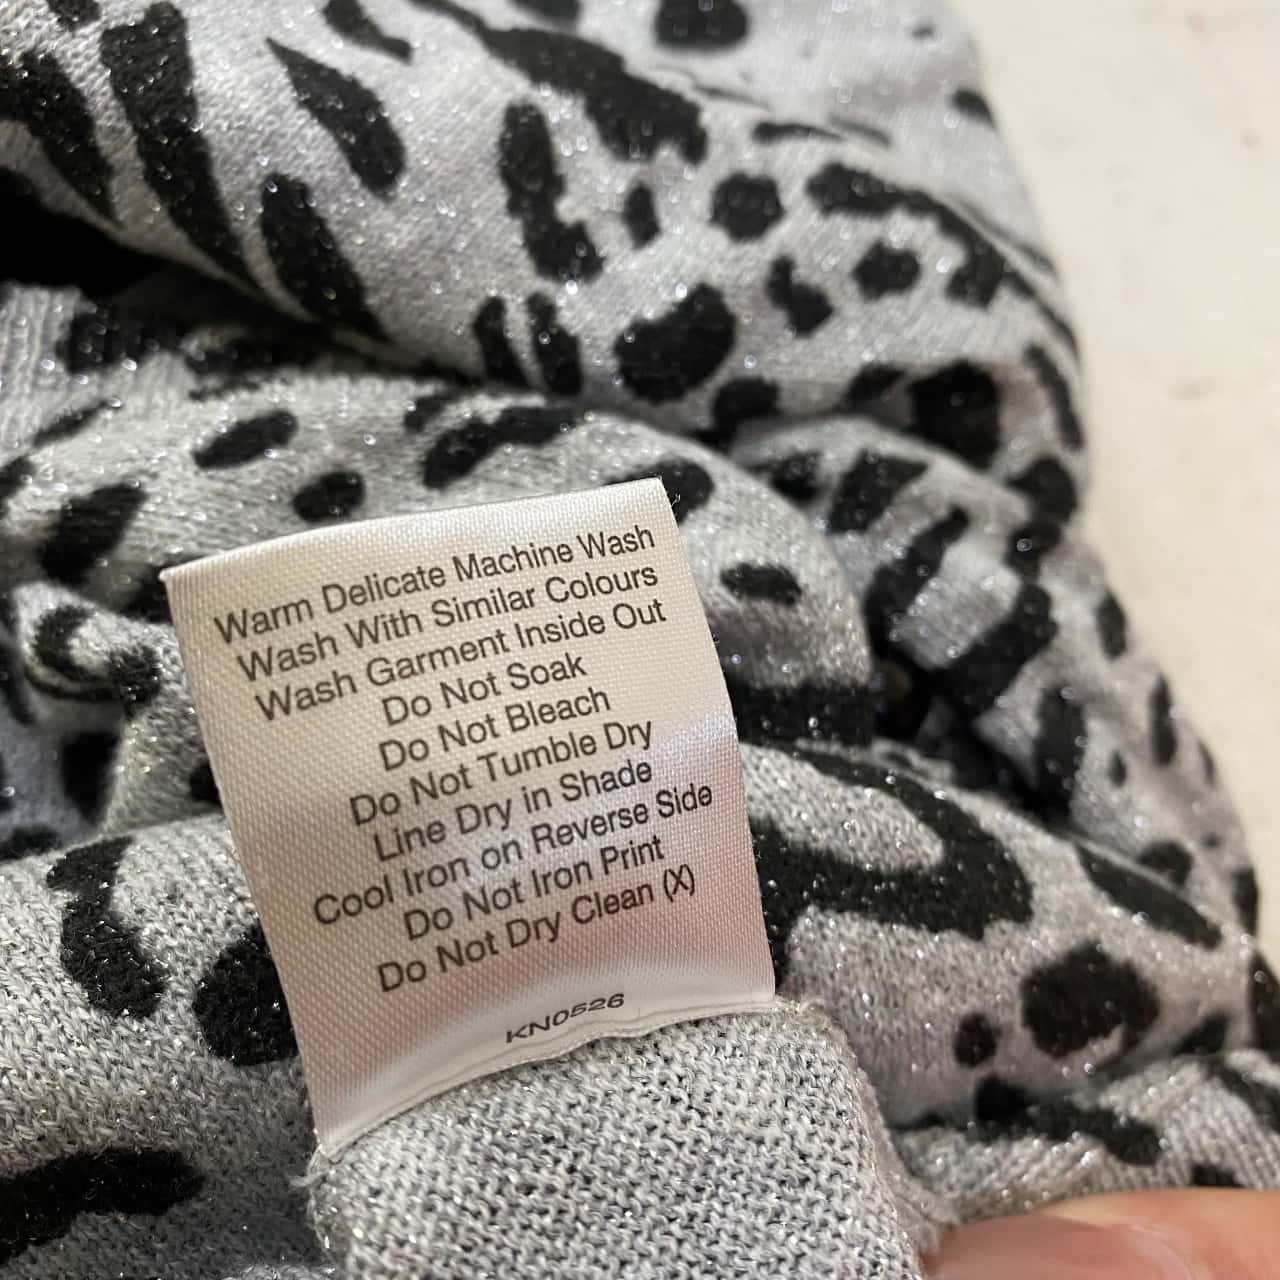 Warm Delicate Machine Wash
Wash With Similar Colours
Wash Garment Inside Out
Do Not Soak
Do Not Bleach
Do Not Tumble Dry
Line Dry in Shade
Cool Iron on Reverse Side
Do Not Iron Print
Do Not Dry Clean (X)
KN0526